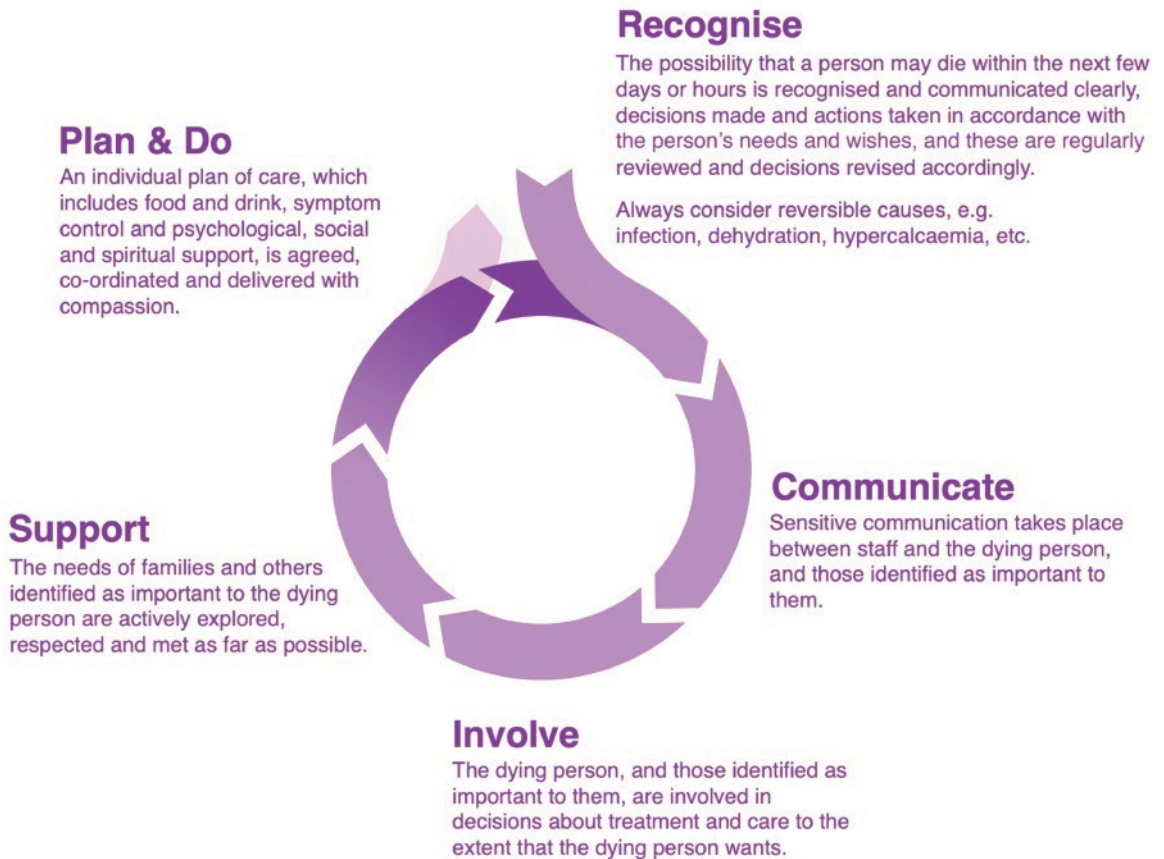 Recognise
The possibility that a person may die within the next few
days or hours is recognised and communicated clearly,
decisions made and actions taken in accordance with
the person's needs and wishes, and these are regularly
reviewed and decisions revised accordingly.
Always consider reversible causes, e.g.
infection, dehydration, hypercalcaemia, etc.
Communicate
Sensitive communication takes place
between staff and the dying person,
and those identified as important to
them.
Involve
The dying person, and those identified as
important to them, are involved in
decisions about treatment and care to the
extent that the dying person wants.
Support
The needs of families and others
identified as important to the dying
person are actively explored,
respected and met as far as possible.
Plan & Do
An individual plan of care, which
includes food and drink, symptom
control and psychological, social
and spiritual support, is agreed,
co-ordinated and delivered with
compassion.